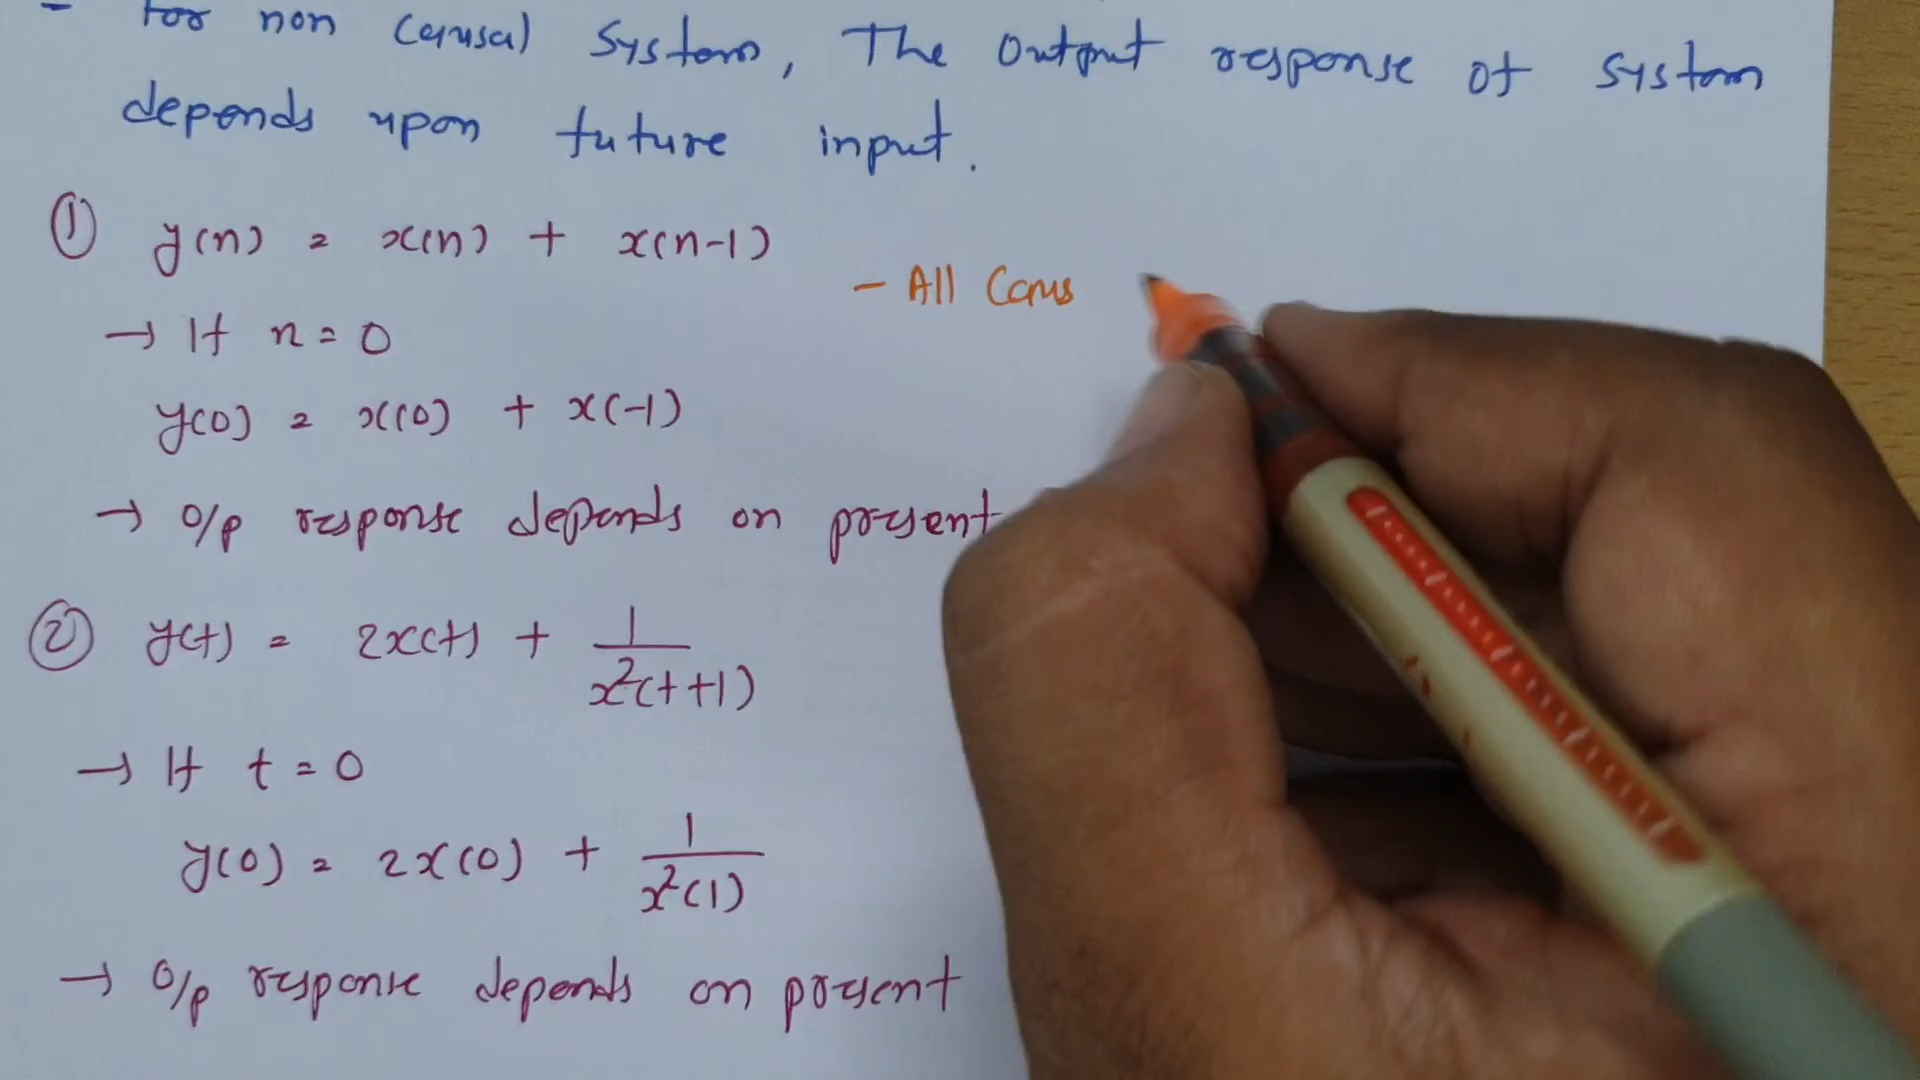 - For non causal system, The output response of system
depends upon future input.
① y(n) = x(n) + x(n-1)
- All Caus
→ If n = 0
y(0) = x(0) + x(-1)
→ O/p response depends on present
② y(t) = 2x(t) + 1/x²(t+1)
→ If t = 0
y(0) = 2x(0) + 1/x²(1)
→ O/p response depends on present